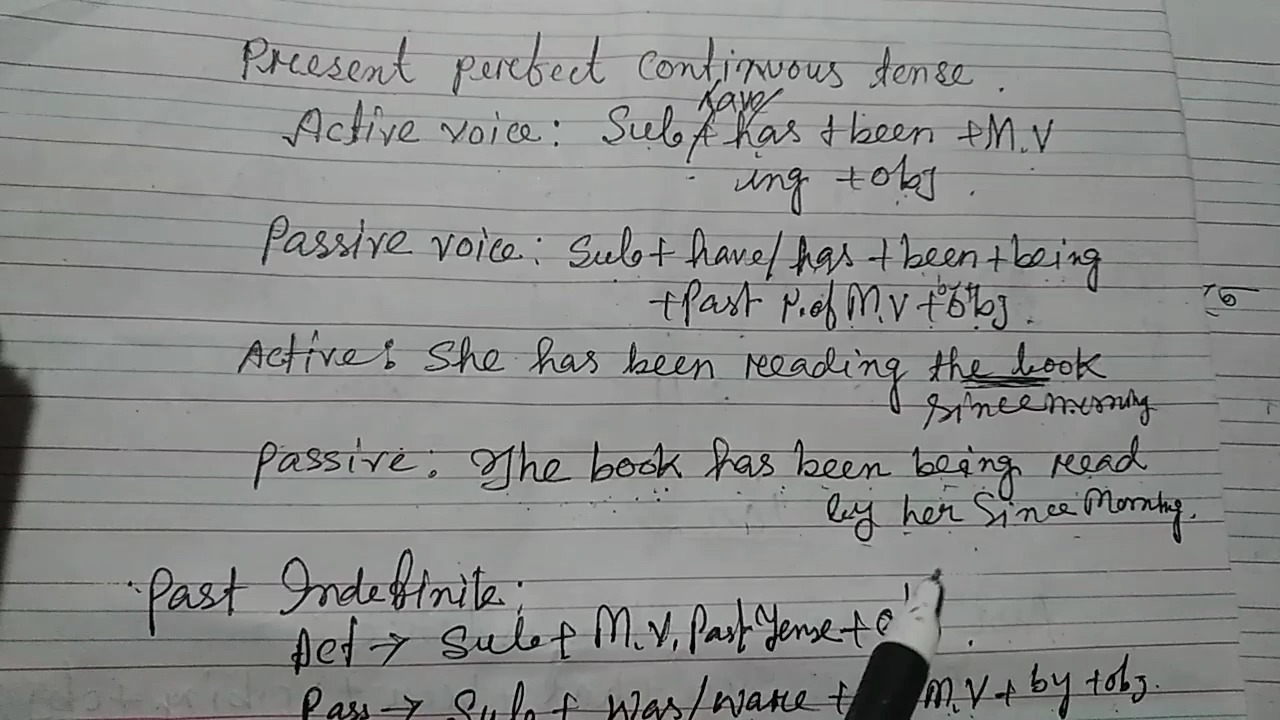 Present perfect continuous tense.
have/
Active voice: Sub + has + been + M.V
ing + obj.
Passive voice: Sub + have/has + been + being
+ Past P. of M.V + by + obj.
Active: She has been reading the book
since morning
Passive: The book has been being read
by her Since Morning.
Past Indefinite:
Act → Sub + M.V. Past Tense +
Pass → Sub + was/ware + M.V + by + obj.